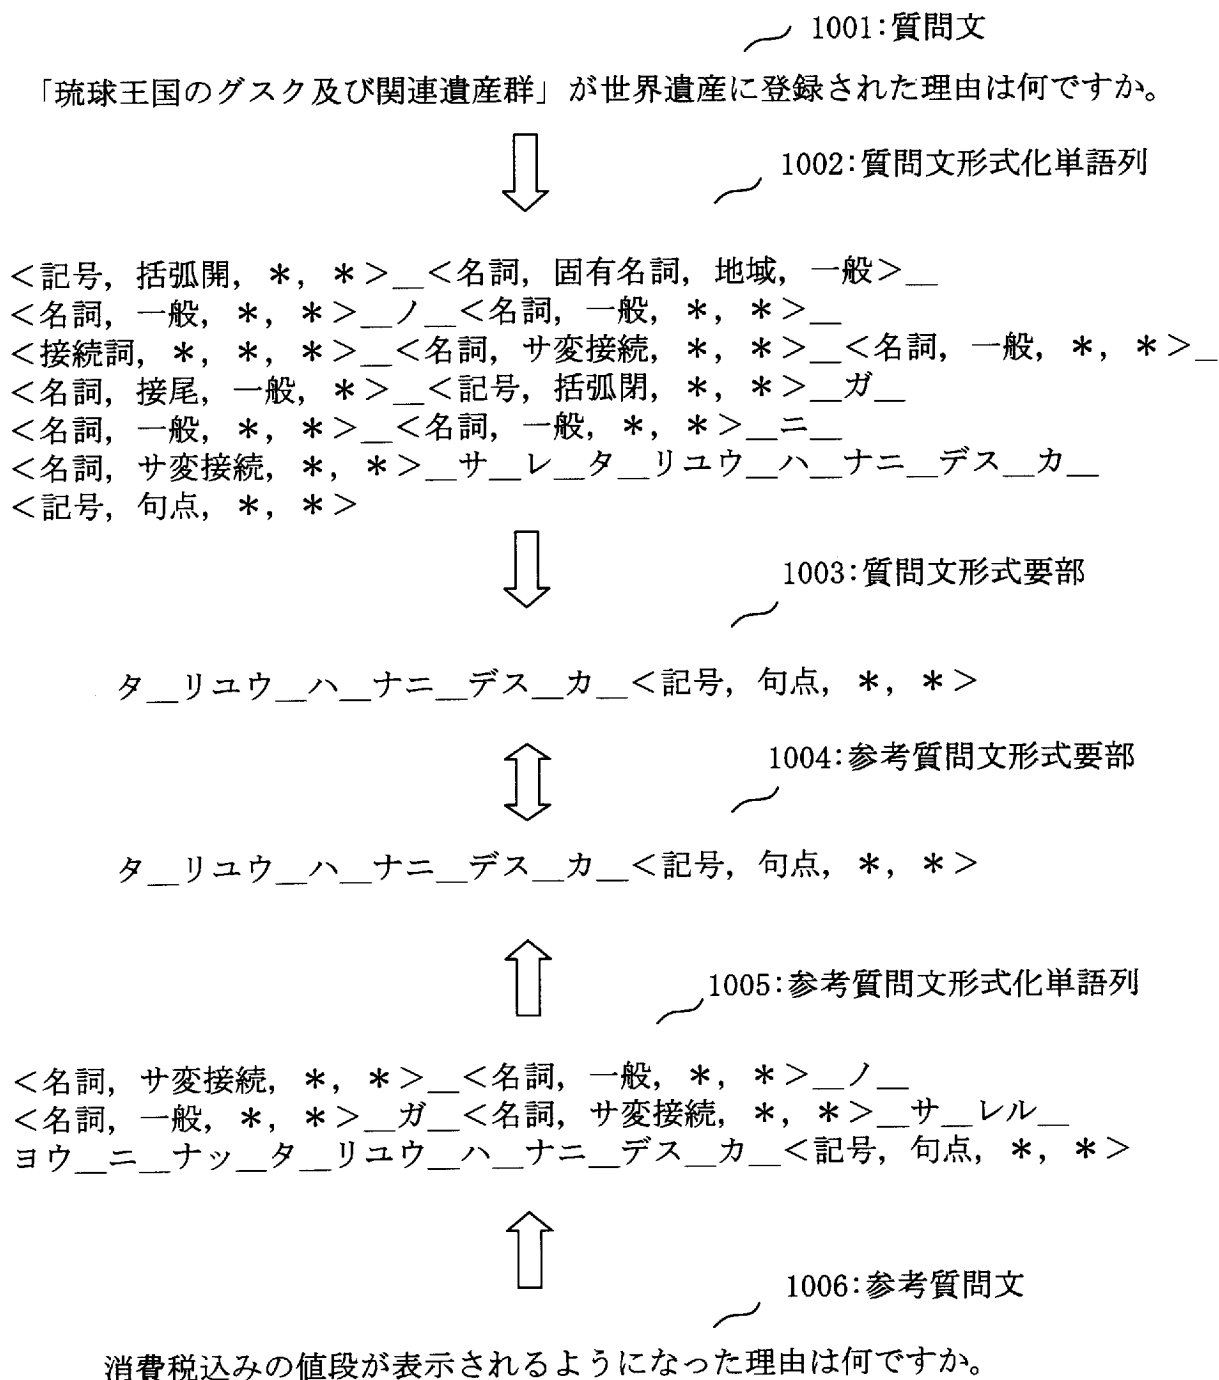 1001:質問文
「琉球王国のグスク及び関連遺産群」が世界遺産に登録された理由は何ですか。
1002:質問文形式化単語列
＜記号, 括弧開, ＊, ＊＞＿＜名詞, 固有名詞, 地域, 一般＞＿
＜名詞, 一般, ＊, ＊＞＿ノ＿＜名詞, 一般, ＊, ＊＞＿
＜接続詞, ＊, ＊, ＊＞＿＜名詞, サ変接続, ＊, ＊＞＿＜名詞, 一般, ＊, ＊＞＿
＜名詞, 接尾, 一般, ＊＞＿＜記号, 括弧閉, ＊, ＊＞＿ガ＿
＜名詞, 一般, ＊, ＊＞＿＜名詞, 一般, ＊, ＊＞＿ニ＿
＜名詞, サ変接続, ＊, ＊＞＿サ＿レ＿タ＿リユウ＿ハ＿ナニ＿デス＿カ＿
＜記号, 句点, ＊, ＊＞
1003:質問文形式要部
タ＿リユウ＿ハ＿ナニ＿デス＿カ＿＜記号, 句点, ＊, ＊＞
1004:参考質問文形式要部
タ＿リユウ＿ハ＿ナニ＿デス＿カ＿＜記号, 句点, ＊, ＊＞
1005:参考質問文形式化単語列
＜名詞, サ変接続, ＊, ＊＞＿＜名詞, 一般, ＊, ＊＞＿ノ＿
＜名詞, 一般, ＊, ＊＞＿ガ＿＜名詞, サ変接続, ＊, ＊＞＿サ＿レル＿
ヨウ＿ニ＿ナッ＿タ＿リユウ＿ハ＿ナニ＿デス＿カ＿＜記号, 句点, ＊, ＊＞
1006:参考質問文
消費税込みの値段が表示されるようになった理由は何ですか。